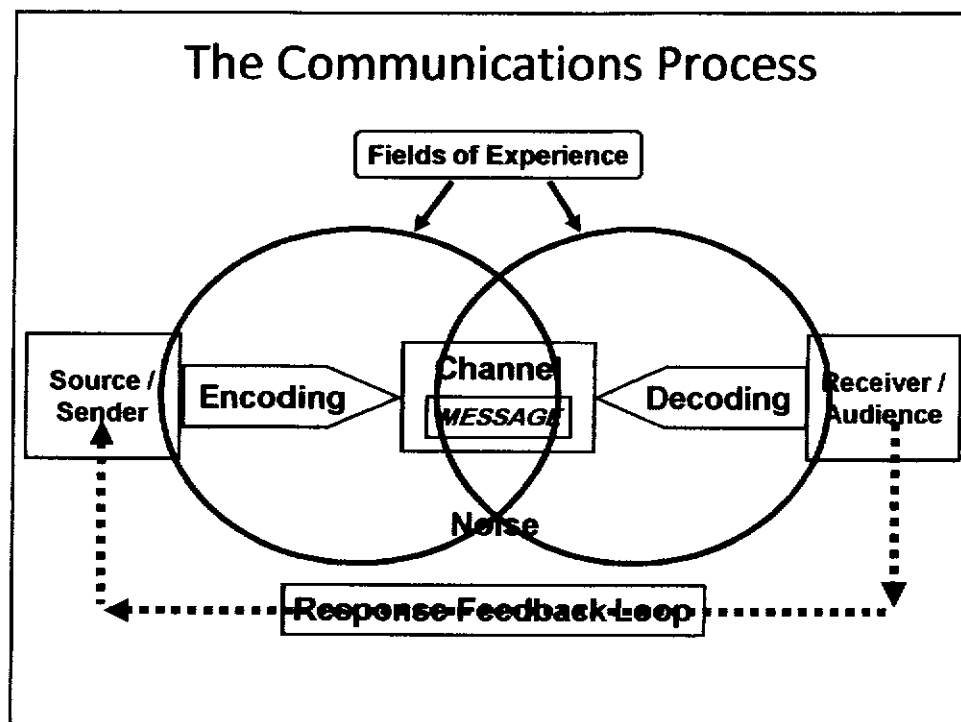 The Communications Process
Fields of Experience
Source /
Sender
Encoding
Channel
MESSAGE
Decoding
Receiver /
Audience
Noise
Response Feedback Loop